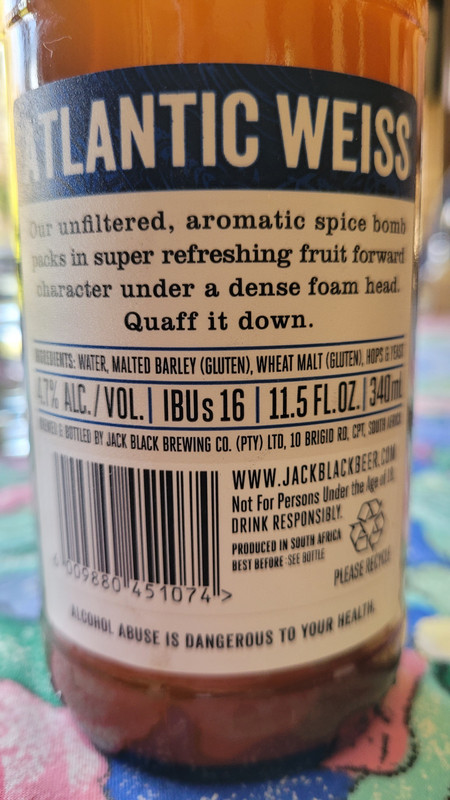 ATLANTIC WEISS
Our unfiltered, aromatic spice bomb
packs in super refreshing fruit forward
character under a dense foam head.
Quaff it down.
INGREDIENTS: WATER, MALTED BARLEY (GLUTEN), WHEAT MALT (GLUTEN), HOPS & YEAST
4.7% ALC./VOL. | IBUs 16 | 11.5 FL.OZ. | 340ml
BREWED & BOTTLED BY JACK BLACK BREWING CO. (PTY) LTD, 10 BRIGID RD, CPT, SOUTH AFRICA
WWW.JACKBLACKBEER.COM
Not For Persons Under the Age of 18.
DRINK RESPONSIBLY.
PRODUCED IN SOUTH AFRICA
BEST BEFORE: SEE BOTTLE
PLEASE RECYCLE
009880 451074 >
ALCOHOL ABUSE IS DANGEROUS TO YOUR HEALTH.